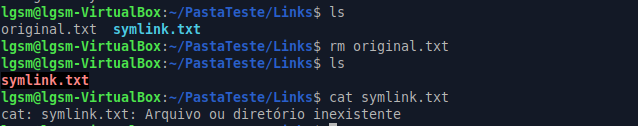 lgsm@lgsm-VirtualBox:~/PastaTeste/Links$ ls
original.txt  symlink.txt
lgsm@lgsm-VirtualBox:~/PastaTeste/Links$ rm original.txt
lgsm@lgsm-VirtualBox:~/PastaTeste/Links$ ls
symlink.txt
lgsm@lgsm-VirtualBox:~/PastaTeste/Links$ cat symlink.txt
cat: symlink.txt: Arquivo ou diretório inexistente